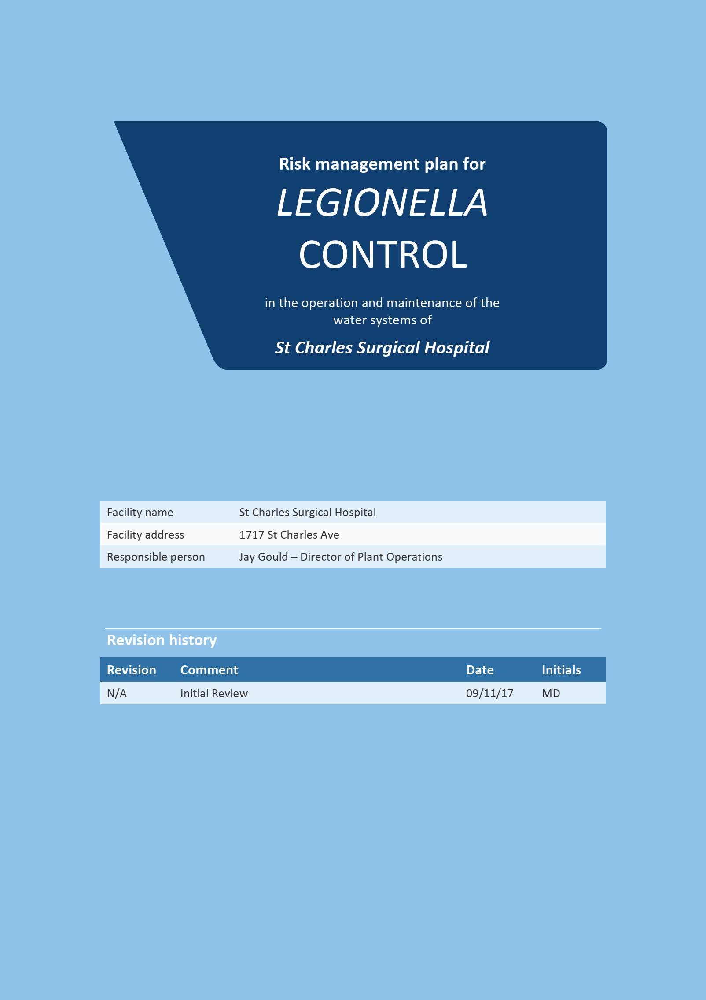 Risk management plan for
LEGIONELLA
CONTROL
in the operation and maintenance of the
water systems of
St Charles Surgical Hospital
Facility name St Charles Surgical Hospital
Facility address 1717 St Charles Ave
Responsible person Jay Gould – Director of Plant Operations
Revision history
Revision Comment Date Initials
N/A Initial Review 09/11/17 MD